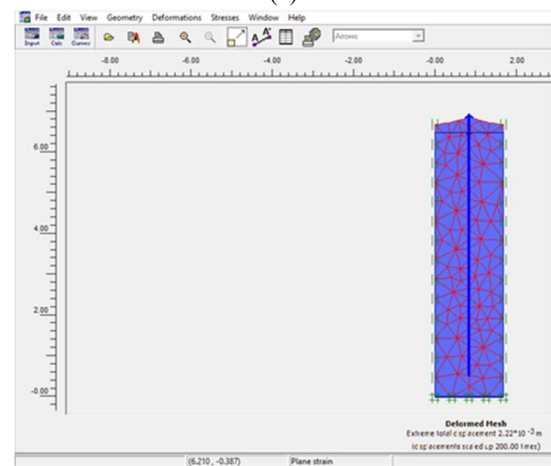 File Edit View Geometry Deformations Stresses Window Help
Input Calc Curves Arrows
-8.00 -6.00 -4.00 -2.00 -0.00 2.00
6.00
4.00
2.00
-0.00
Deformed Mesh
Extreme total displacement 2.22*10 -3 m
(displacements scaled up 200.00 times)
(6.210 , -0.387) Plane strain